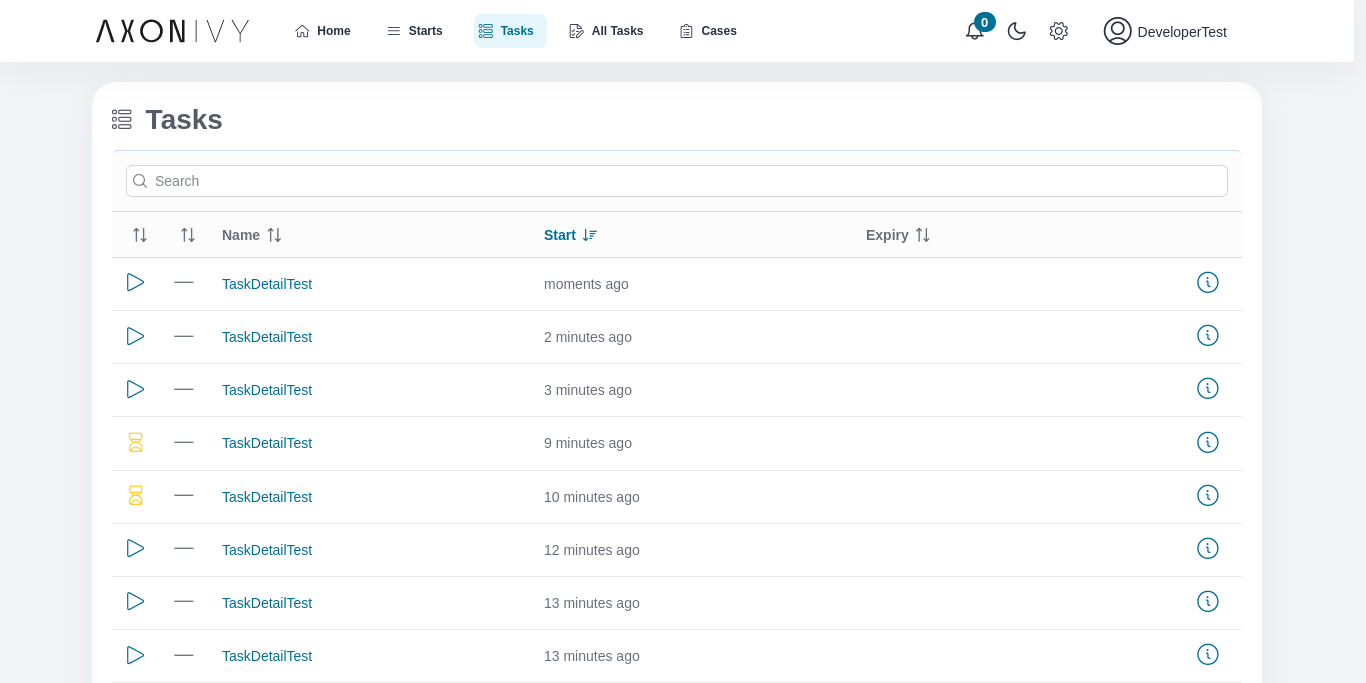 AXONIVY Home Starts Tasks All Tasks Cases 0 DeveloperTest
Tasks
Search
Name Start Expiry
TaskDetailTest moments ago
TaskDetailTest 2 minutes ago
TaskDetailTest 3 minutes ago
TaskDetailTest 9 minutes ago
TaskDetailTest 10 minutes ago
TaskDetailTest 12 minutes ago
TaskDetailTest 13 minutes ago
TaskDetailTest 13 minutes ago